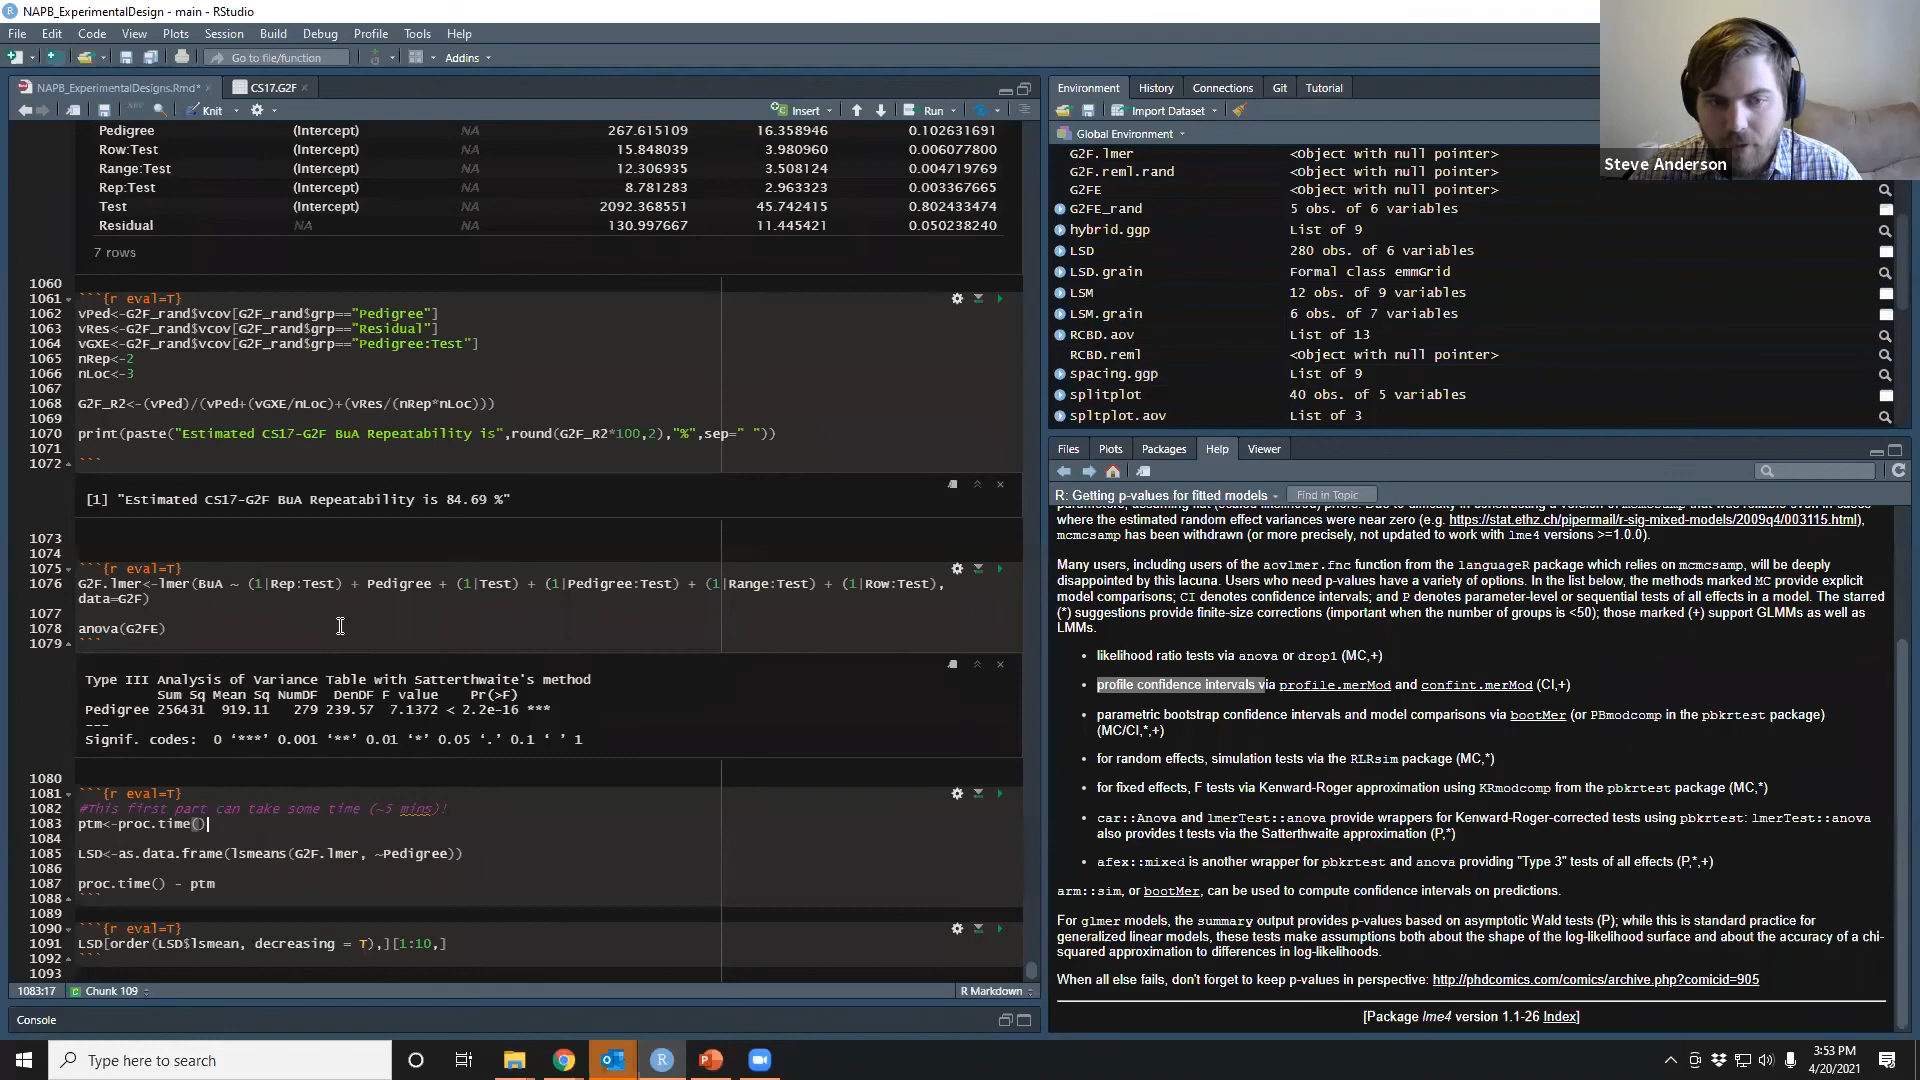 NAPB_ExperimentalDesign - main - RStudio
File Edit Code View Plots Session Build Debug Profile Tools Help
Go to file/function Addins
NAPB_ExperimentalDesigns.Rmd* CS17.G2F
Knit Insert Run
Pedigree (Intercept) NA 267.615109 16.358946 0.102631691
Row:Test (Intercept) NA 15.848039 3.980960 0.006077800
Range:Test (Intercept) NA 12.306935 3.508124 0.004719769
Rep:Test (Intercept) NA 8.781283 2.963323 0.003367665
Test (Intercept) NA 2092.368551 45.742415 0.802433474
Residual NA NA 130.997667 11.445421 0.050238240
7 rows
1060
1061 ```{r eval=T}
1062 vPed<-G2F_rand$vcov[G2F_rand$grp=="Pedigree"]
1063 vRes<-G2F_rand$vcov[G2F_rand$grp=="Residual"]
1064 vGXE<-G2F_rand$vcov[G2F_rand$grp=="Pedigree:Test"]
1065 nRep<-2
1066 nLoc<-3
1067
1068 G2F_R2<-(vPed)/(vPed+(vGXE/nLoc)+(vRes/(nRep*nLoc)))
1069
1070 print(paste("Estimated CS17-G2F BuA Repeatability is",round(G2F_R2*100,2),"%",sep=" "))
1071
1072 ```
[1] "Estimated CS17-G2F BuA Repeatability is 84.69 %"
1073
1074
1075 ```{r eval=T}
1076 G2F.lmer<-lmer(BuA ~ (1|Rep:Test) + Pedigree + (1|Test) + (1|Pedigree:Test) + (1|Range:Test) + (1|Row:Test),
data=G2F)
1077
1078 anova(G2FE)
1079 ```
Type III Analysis of Variance Table with Satterthwaite's method
Sum Sq Mean Sq NumDF DenDF F value Pr(>F)
Pedigree 256431 919.11 279 239.57 7.1372 < 2.2e-16 ***
---
Signif. codes: 0 ‘***’ 0.001 ‘**’ 0.01 ‘*’ 0.05 ‘.’ 0.1 ‘ ’ 1
1080
1081 ```{r eval=T}
1082 #This first part can take some time (~5 mins)!
1083 ptm<-proc.time()
1084
1085 LSD<-as.data.frame(lsmeans(G2F.lmer, ~Pedigree))
1086
1087 proc.time() - ptm
1088 ```
1089
1090 ```{r eval=T}
1091 LSD[order(LSD$lsmean, decreasing = T),][1:10,]
1092 ```
1093
1083:17 Chunk 109 R Markdown
Console
Environment History Connections Git Tutorial
Import Dataset
Global Environment
G2F.lmer <Object with null pointer>
G2F.reml.rand <Object with null pointer>
G2FE <Object with null pointer>
G2FE_rand 5 obs. of 6 variables
hybrid.ggp List of 9
LSD 280 obs. of 6 variables
LSD.grain Formal class emmGrid
LSM 12 obs. of 9 variables
LSM.grain 6 obs. of 7 variables
RCBD.aov List of 13
RCBD.reml <Object with null pointer>
spacing.ggp List of 9
splitplot 40 obs. of 5 variables
spltplot.aov List of 3
Steve Anderson
Files Plots Packages Help Viewer
R: Getting p-values for fitted models Find in Topic
where the estimated random effect variances were near zero (e.g. https://stat.ethz.ch/pipermail/r-sig-mixed-models/2009q4/003115.html),
mcmcsamp has been withdrawn (or more precisely, not updated to work with lme4 versions >=1.0.0).
Many users, including users of the aovlmer.fnc function from the languageR package which relies on mcmcsamp, will be deeply
disappointed by this lacuna. Users who need p-values have a variety of options. In the list below, the methods marked MC provide explicit
model comparisons; CI denotes confidence intervals; and P denotes parameter-level or sequential tests of all effects in a model. The starred
(*) suggestions provide finite-size corrections (important when the number of groups is <50); those marked (+) support GLMMs as well as
LMMs.
• likelihood ratio tests via anova or drop1 (MC,+)
• profile confidence intervals via profile.merMod and confint.merMod (CI,+)
• parametric bootstrap confidence intervals and model comparisons via bootMer (or PBmodcomp in the pbkrtest package)
(MC/CI,*,+)
• for random effects, simulation tests via the RLRsim package (MC,*)
• for fixed effects, F tests via Kenward-Roger approximation using KRmodcomp from the pbkrtest package (MC,*)
• car::Anova and lmerTest::anova provide wrappers for Kenward-Roger-corrected tests using pbkrtest: lmerTest::anova
also provides t tests via the Satterthwaite approximation (P,*)
• afex::mixed is another wrapper for pbkrtest and anova providing "Type 3" tests of all effects (P,*,+)
arm::sim, or bootMer, can be used to compute confidence intervals on predictions.
For glmer models, the summary output provides p-values based on asymptotic Wald tests (P); while this is standard practice for
generalized linear models, these tests make assumptions both about the shape of the log-likelihood surface and about the accuracy of a chi-
squared approximation to differences in log-likelihoods.
When all else fails, don't forget to keep p-values in perspective: http://phdcomics.com/comics/archive.php?comicid=905
[Package lme4 version 1.1-26 Index]
Type here to search
3:53 PM
4/20/2021